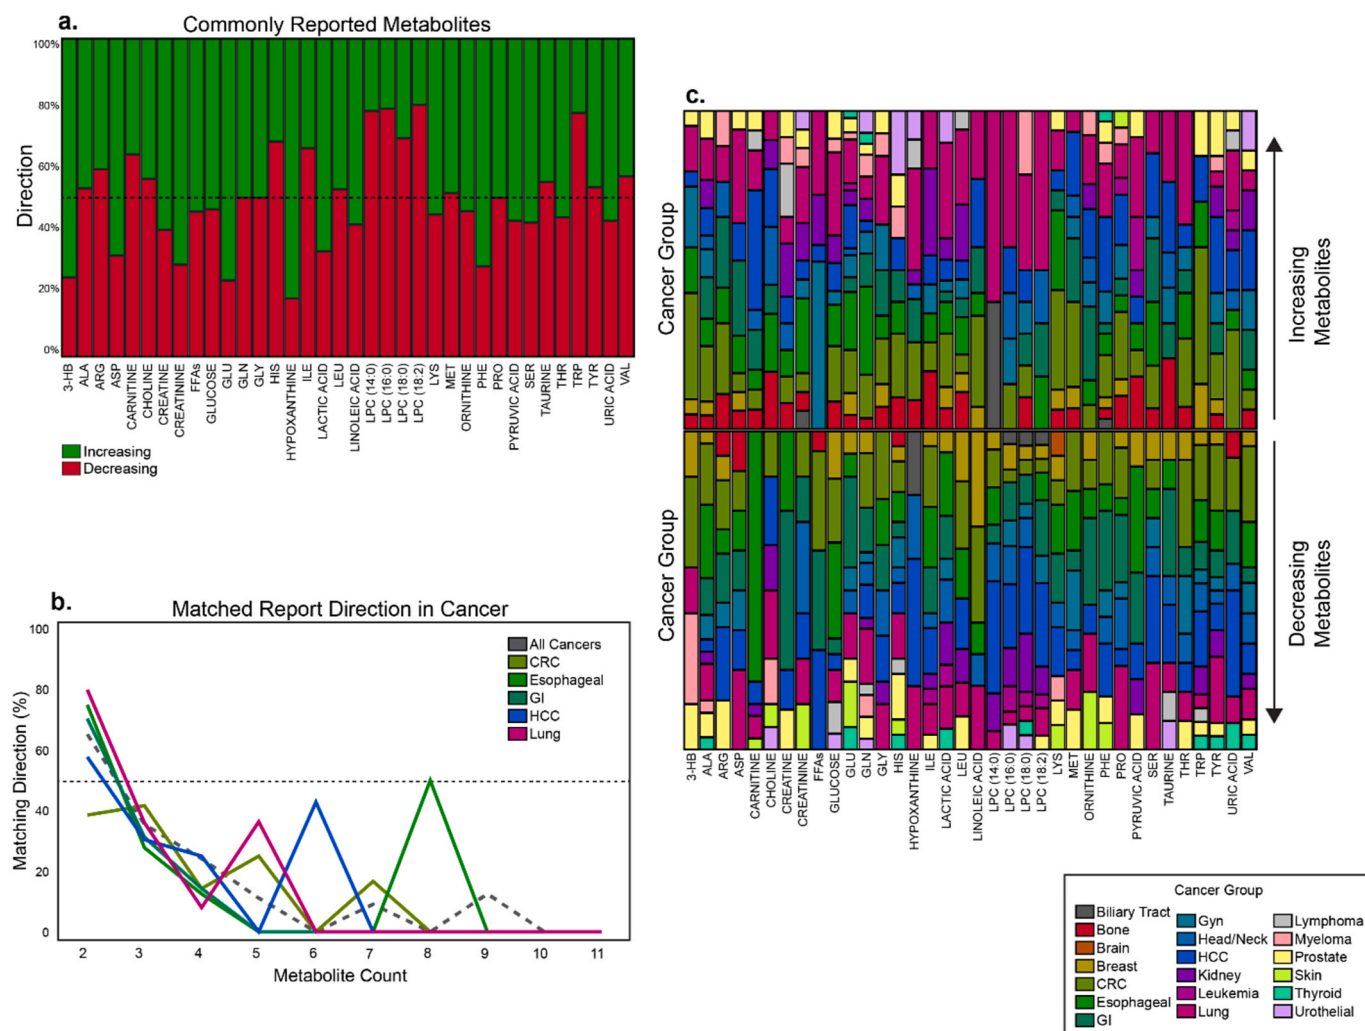 a.
Commonly Reported Metabolites
Direction
100%
80%
60%
40%
20%
0%
3-HB
ALA
ARG
ASP
CARNITINE
CHOLINE
CREATINE
CREATININE
FFAs
GLUCOSE
GLU
GLN
GLY
HIS
HYPOXANTHINE
ILE
LACTIC ACID
LEU
LINOLEIC ACID
LPC (14:0)
LPC (16:0)
LPC (18:0)
LPC (18:2)
LYS
MET
ORNITHINE
PHE
PRO
PYRUVIC ACID
SER
TAURINE
THR
TRP
TYR
URIC ACID
VAL
Increasing
Decreasing
b.
Matched Report Direction in Cancer
Matching Direction (%)
100
80
60
40
20
0
All Cancers
CRC
Esophageal
GI
HCC
Lung
2 3 4 5 6 7 8 9 10 11
Metabolite Count
c.
Cancer Group
Increasing
Metabolites
Cancer Group
Decreasing
Metabolites
3-HB
ALA
ARG
ASP
CARNITINE
CHOLINE
CREATINE
CREATININE
FFAs
GLUCOSE
GLU
GLN
GLY
HIS
HYPOXANTHINE
ILE
LACTIC ACID
LEU
LINOLEIC ACID
LPC (14:0)
LPC (16:0)
LPC (18:0)
LPC (18:2)
LYS
MET
ORNITHINE
PHE
PRO
PYRUVIC ACID
SER
TAURINE
THR
TRP
TYR
URIC ACID
VAL
Cancer Group
Biliary Tract
Bone
Brain
Breast
CRC
Esophageal
GI
Gyn
Head/Neck
HCC
Kidney
Leukemia
Lung
Lymphoma
Myeloma
Prostate
Skin
Thyroid
Urothelial